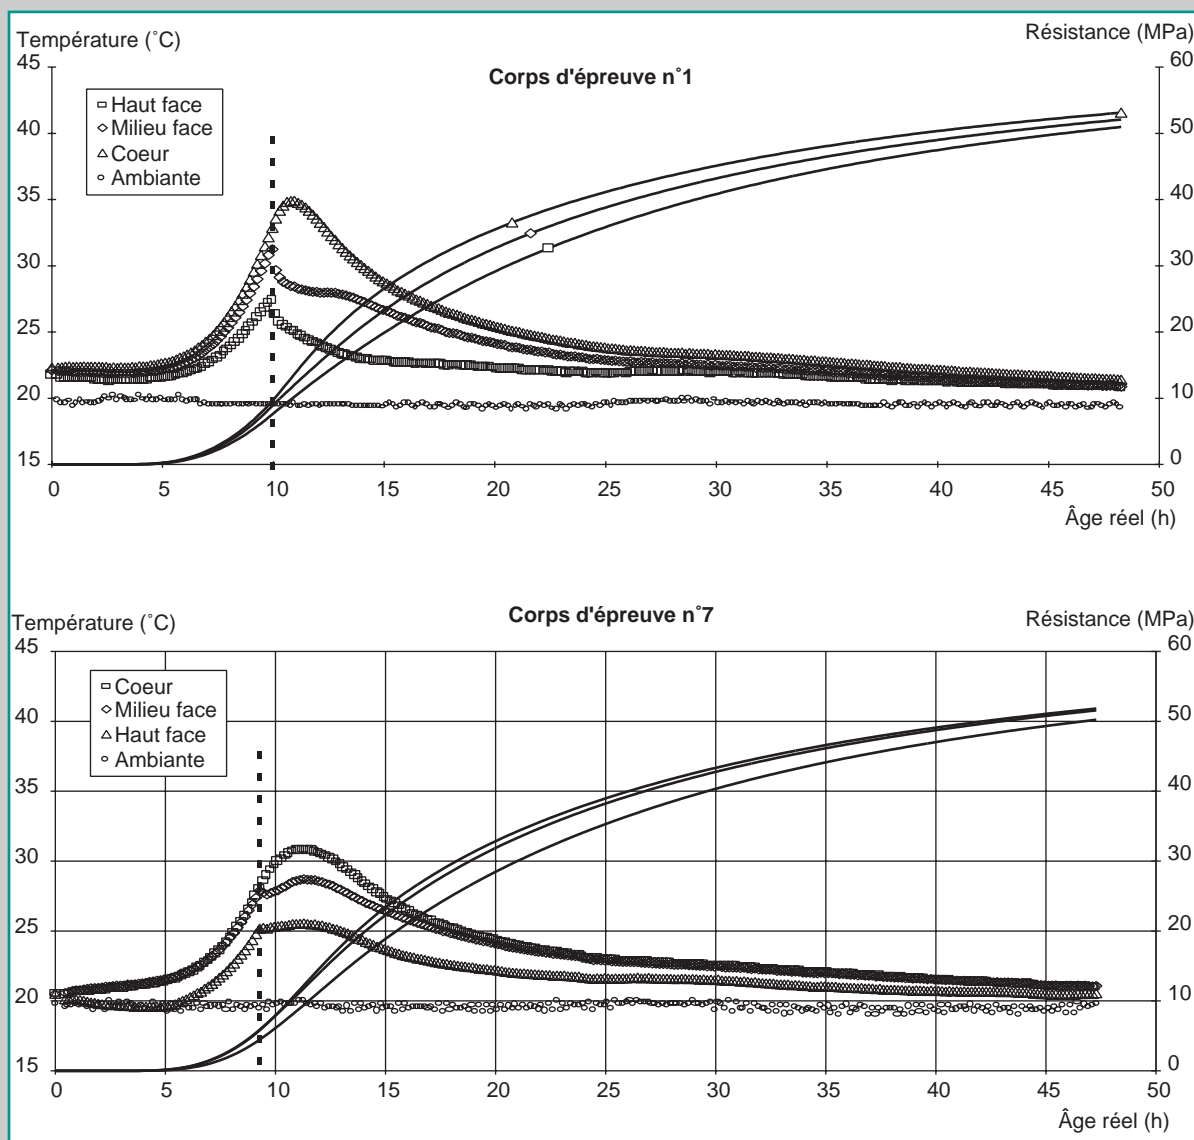 Température (˚C)
Résistance (MPa)
Corps d'épreuve n˚1
45
40
35
30
25
20
15
60
50
40
30
20
10
0
Haut face
Milieu face
Coeur
Ambiante
0 5 10 15 20 25 30 35 40 45 50
Âge réel (h)
Température (˚C)
Résistance (MPa)
Corps d'épreuve n˚7
45
40
35
30
25
20
15
60
50
40
30
20
10
0
Coeur
Milieu face
Haut face
Ambiante
0 5 10 15 20 25 30 35 40 45 50
Âge réel (h)